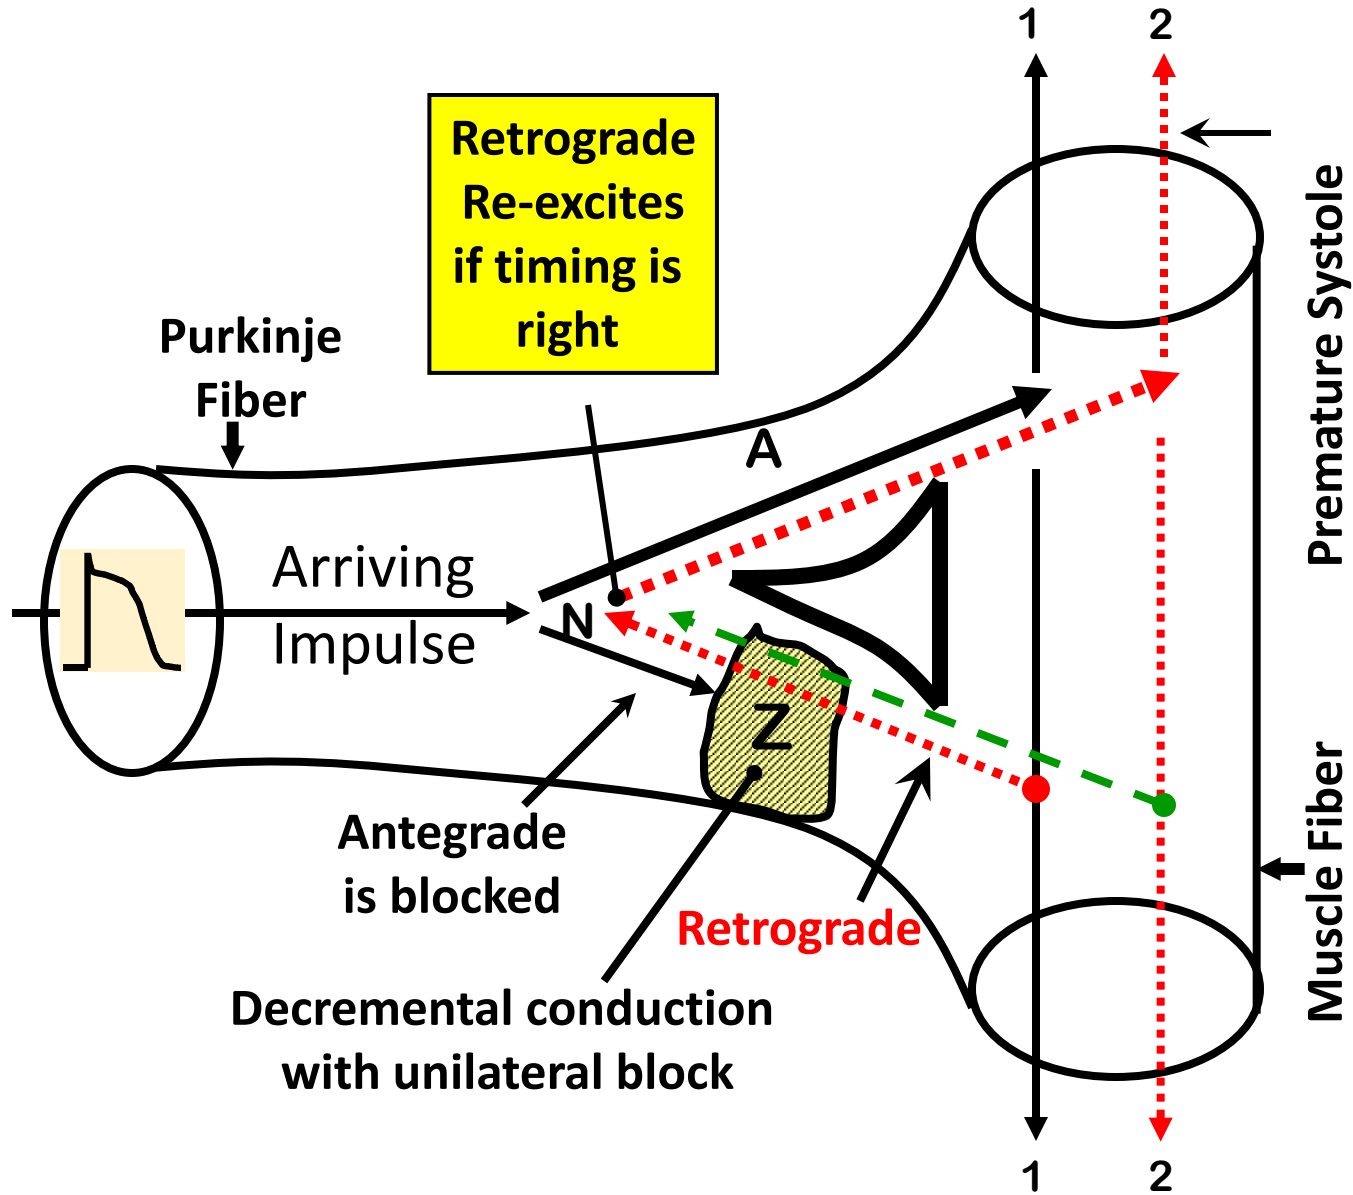 1
2
Retrograde
Re-excites
if timing is
right
Premature Systole
Purkinje
Fiber
A
Arriving
Impulse
N
Z
Antegrade
is blocked
Retrograde
Muscle Fiber
Decremental conduction
with unilateral block
1
2